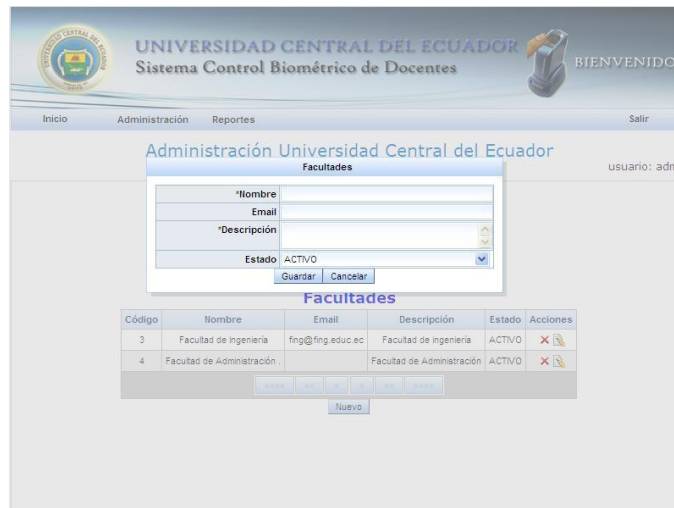 UNIVERSIDAD CENTRAL DEL ECUADOR
Sistema Control Biométrico de Docentes
BIENVENIDO
Inicio Administración Reportes Salir
Administración Universidad Central del Ecuador
usuario: adm
Facultades
*Nombre
Email
*Descripción
Estado ACTIVO
Guardar Cancelar
Facultades
Código Nombre Email Descripción Estado Acciones
3 Facultad de Ingeniería fing@fing.educ.ec Facultad de ingeniería ACTIVO
4 Facultad de Administración . Facultad de Administración ACTIVO
Nuevo